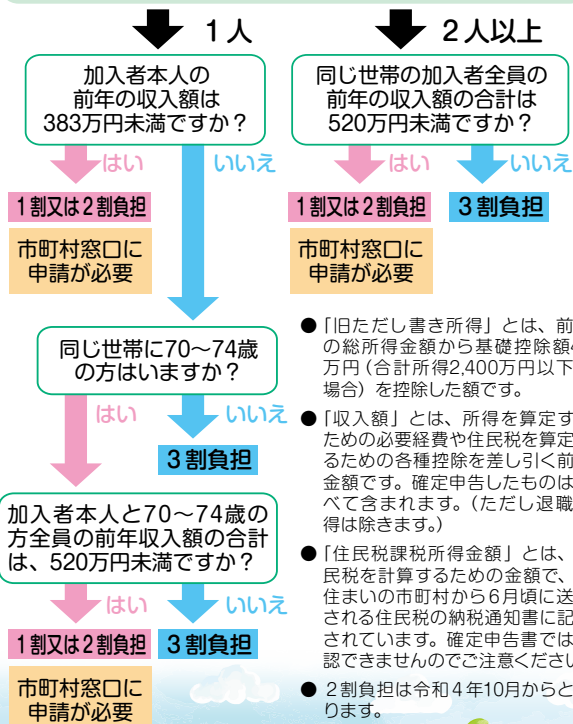 1人
加入者本人の
前年の収入額は
383万円未満ですか？
はい
いいえ
1割又は2割負担
市町村窓口に
申請が必要
同じ世帯に70〜74歳
の方はいますか？
はい
いいえ
3割負担
加入者本人と70〜74歳の
方全員の前年収入額の合計
は、520万円未満ですか？
はい
いいえ
1割又は2割負担
3割負担
市町村窓口に
申請が必要
2人以上
同じ世帯の加入者全員の
前年の収入額の合計は
520万円未満ですか？
はい
いいえ
1割又は2割負担
3割負担
市町村窓口に
申請が必要
●「旧ただし書き所得」とは、前
の総所得金額から基礎控除額4
万円（合計所得2,400万円以下
場合）を控除した額です。
●「収入額」とは、所得を算定す
ための必要経費や住民税を算定
るための各種控除を差し引く前
金額です。確定申告したものは
べて含まれます。（ただし退職
得は除きます。）
●「住民税課税所得金額」とは、
民税を計算するための金額で、
住まいの市町村から6月頃に送
される住民税の納税通知書に記
されています。確定申告書では
認できませんのでご注意ください
● 2割負担は令和4年10月からと
ります。